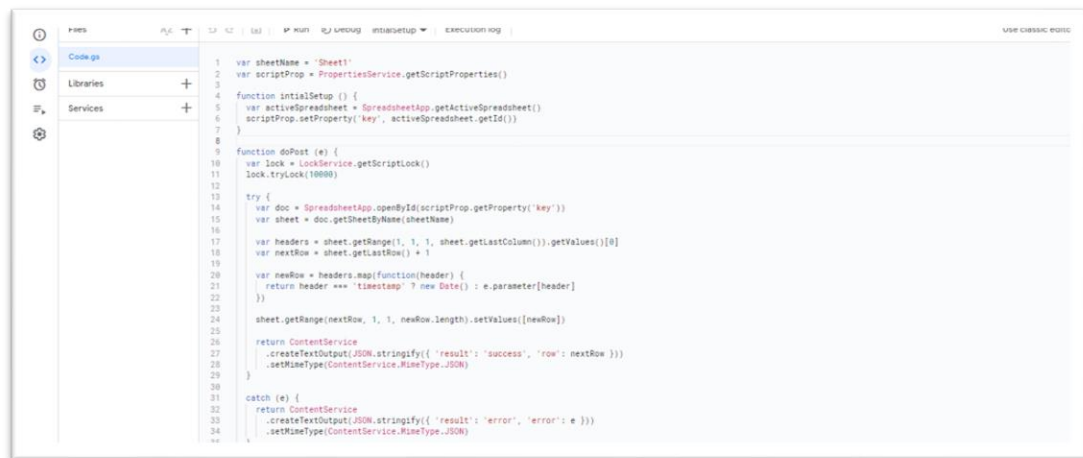 Files
Run Debug intialSetup Execution log
Use classic editor
Code.gs
Libraries
Services
1 var sheetName = 'Sheet1'
2 var scriptProp = PropertiesService.getScriptProperties()
3
4 function intialSetup () {
5 var activeSpreadsheet = SpreadsheetApp.getActiveSpreadsheet()
6 scriptProp.setProperty('key', activeSpreadsheet.getId())
7 }
8
9 function doPost (e) {
10 var lock = LockService.getScriptLock()
11 lock.tryLock(10000)
12
13 try {
14 var doc = SpreadsheetApp.openById(scriptProp.getProperty('key'))
15 var sheet = doc.getSheetByName(sheetName)
16
17 var headers = sheet.getRange(1, 1, 1, sheet.getLastColumn()).getValues()[0]
18 var nextRow = sheet.getLastRow() + 1
19
20 var newRow = headers.map(function(header) {
21 return header === 'timestamp' ? new Date() : e.parameter[header]
22 })
23
24 sheet.getRange(nextRow, 1, 1, newRow.length).setValues([newRow])
25
26 return ContentService
27 .createTextOutput(JSON.stringify({ 'result': 'success', 'row': nextRow }))
28 .setMimeType(ContentService.MimeType.JSON)
29 }
30
31 catch (e) {
32 return ContentService
33 .createTextOutput(JSON.stringify({ 'result': 'error', 'error': e }))
34 .setMimeType(ContentService.MimeType.JSON)